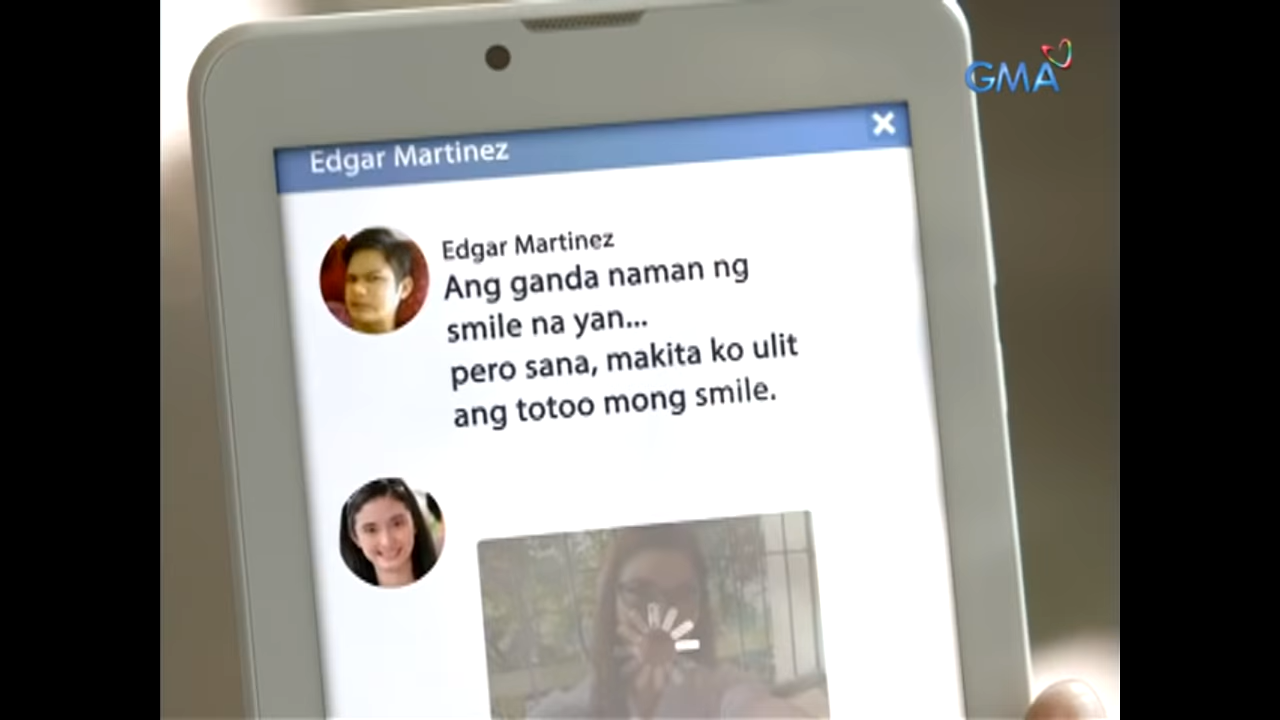 GMA
Edgar Martinez
Edgar Martinez
Ang ganda naman ng
smile na yan...
pero sana, makita ko ulit
ang totoo mong smile.